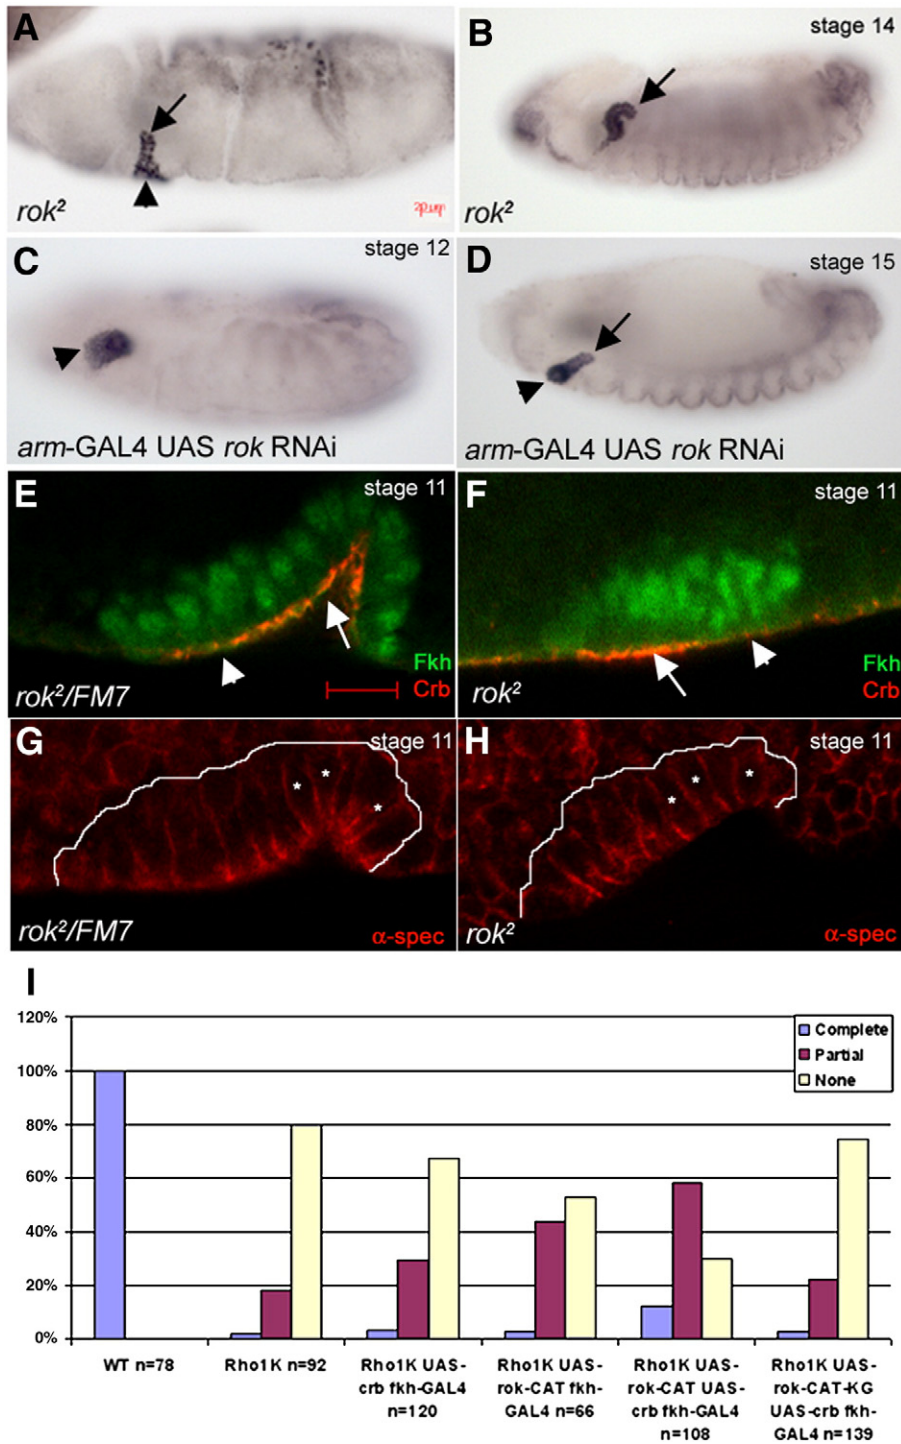 A
rok²
20μm
B
stage 14
rok²
C
stage 12
arm-GAL4 UAS rok RNAi
D
stage 15
arm-GAL4 UAS rok RNAi
E
stage 11
Fkh
rok²/FM7
Crb
F
stage 11
Fkh
rok²
Crb
G
stage 11
*
*
*
rok²/FM7
α-spec
H
stage 11
*
*
*
rok²
α-spec
I
120%
100%
80%
60%
40%
20%
0%
Complete
Partial
None
WT n=78
Rho1K n=92
Rho1K UAS-
crb fkh-GAL4
n=120
Rho1K UAS-
rok-CAT fkh-
GAL4 n=66
Rho1K UAS-
rok-CAT UAS-
crb fkh-GAL4
n=108
Rho1K UAS-
rok-CAT-KG
UAS-crb fkh-
GAL4 n=139